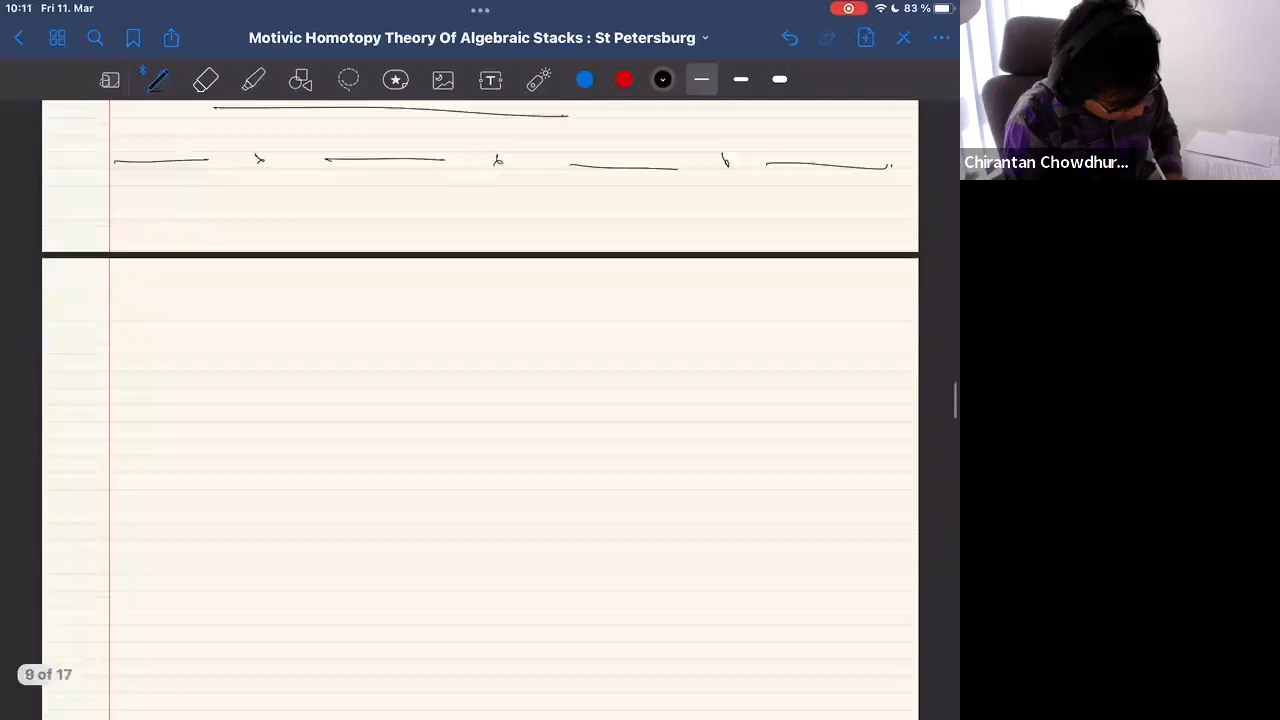 10:11 Fri 11. Mar
83 %
Motivic Homotopy Theory Of Algebraic Stacks : St Petersburg
Chirantan Chowdhur...
9 of 17